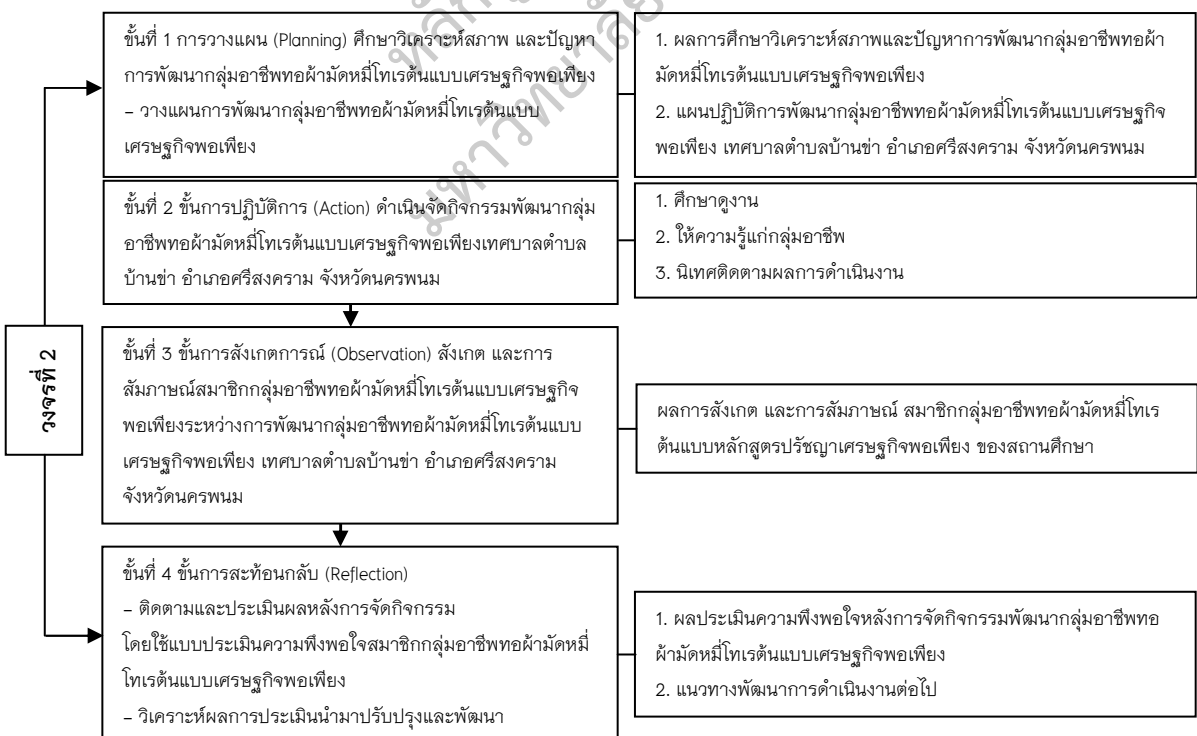 ขั้นที่ 1 การวางแผน (Planning) ศึกษาวิเคราะห์สภาพ และปัญหา
การพัฒนากลุ่มอาชีพทอผ้ามัดหมี่โทเรต้นแบบเศรษฐกิจพอเพียง
– วางแผนการพัฒนากลุ่มอาชีพทอผ้ามัดหมี่โทเรต้นแบบ
เศรษฐกิจพอเพียง
1. ผลการศึกษาวิเคราะห์สภาพและปัญหาการพัฒนากลุ่มอาชีพทอผ้า
มัดหมี่โทเรต้นแบบเศรษฐกิจพอเพียง
2. แผนปฏิบัติการพัฒนากลุ่มอาชีพทอผ้ามัดหมี่โทเรต้นแบบเศรษฐกิจ
พอเพียง เทศบาลตำบลบ้านข่า อำเภอศรีสงคราม จังหวัดนครพนม
ขั้นที่ 2 ขั้นการปฏิบัติการ (Action) ดำเนินจัดกิจกรรมพัฒนากลุ่ม
อาชีพทอผ้ามัดหมี่โทเรต้นแบบเศรษฐกิจพอเพียงเทศบาลตำบล
บ้านข่า อำเภอศรีสงคราม จังหวัดนครพนม
1. ศึกษาดูงาน
2. ให้ความรู้แก่กลุ่มอาชีพ
3. นิเทศติดตามผลการดำเนินงาน
วงจรที่ 2
ขั้นที่ 3 ขั้นการสังเกตการณ์ (Observation) สังเกต และการ
สัมภาษณ์สมาชิกกลุ่มอาชีพทอผ้ามัดหมี่โทเรต้นแบบเศรษฐกิจ
พอเพียงระหว่างการพัฒนากลุ่มอาชีพทอผ้ามัดหมี่โทเรต้นแบบ
เศรษฐกิจพอเพียง เทศบาลตำบลบ้านข่า อำเภอศรีสงคราม
จังหวัดนครพนม
ผลการสังเกต และการสัมภาษณ์ สมาชิกกลุ่มอาชีพทอผ้ามัดหมี่โทเร
ต้นแบบหลักสูตรปรัชญาเศรษฐกิจพอเพียง ของสถานศึกษา
ขั้นที่ 4 ขั้นการสะท้อนกลับ (Reflection)
– ติดตามและประเมินผลหลังการจัดกิจกรรม
โดยใช้แบบประเมินความพึงพอใจสมาชิกกลุ่มอาชีพทอผ้ามัดหมี่
โทเรต้นแบบเศรษฐกิจพอเพียง
– วิเคราะห์ผลการประเมินนำมาปรับปรุงและพัฒนา
1. ผลประเมินความพึงพอใจหลังการจัดกิจกรรมพัฒนากลุ่มอาชีพทอ
ผ้ามัดหมี่โทเรต้นแบบเศรษฐกิจพอเพียง
2. แนวทางพัฒนาการดำเนินงานต่อไป